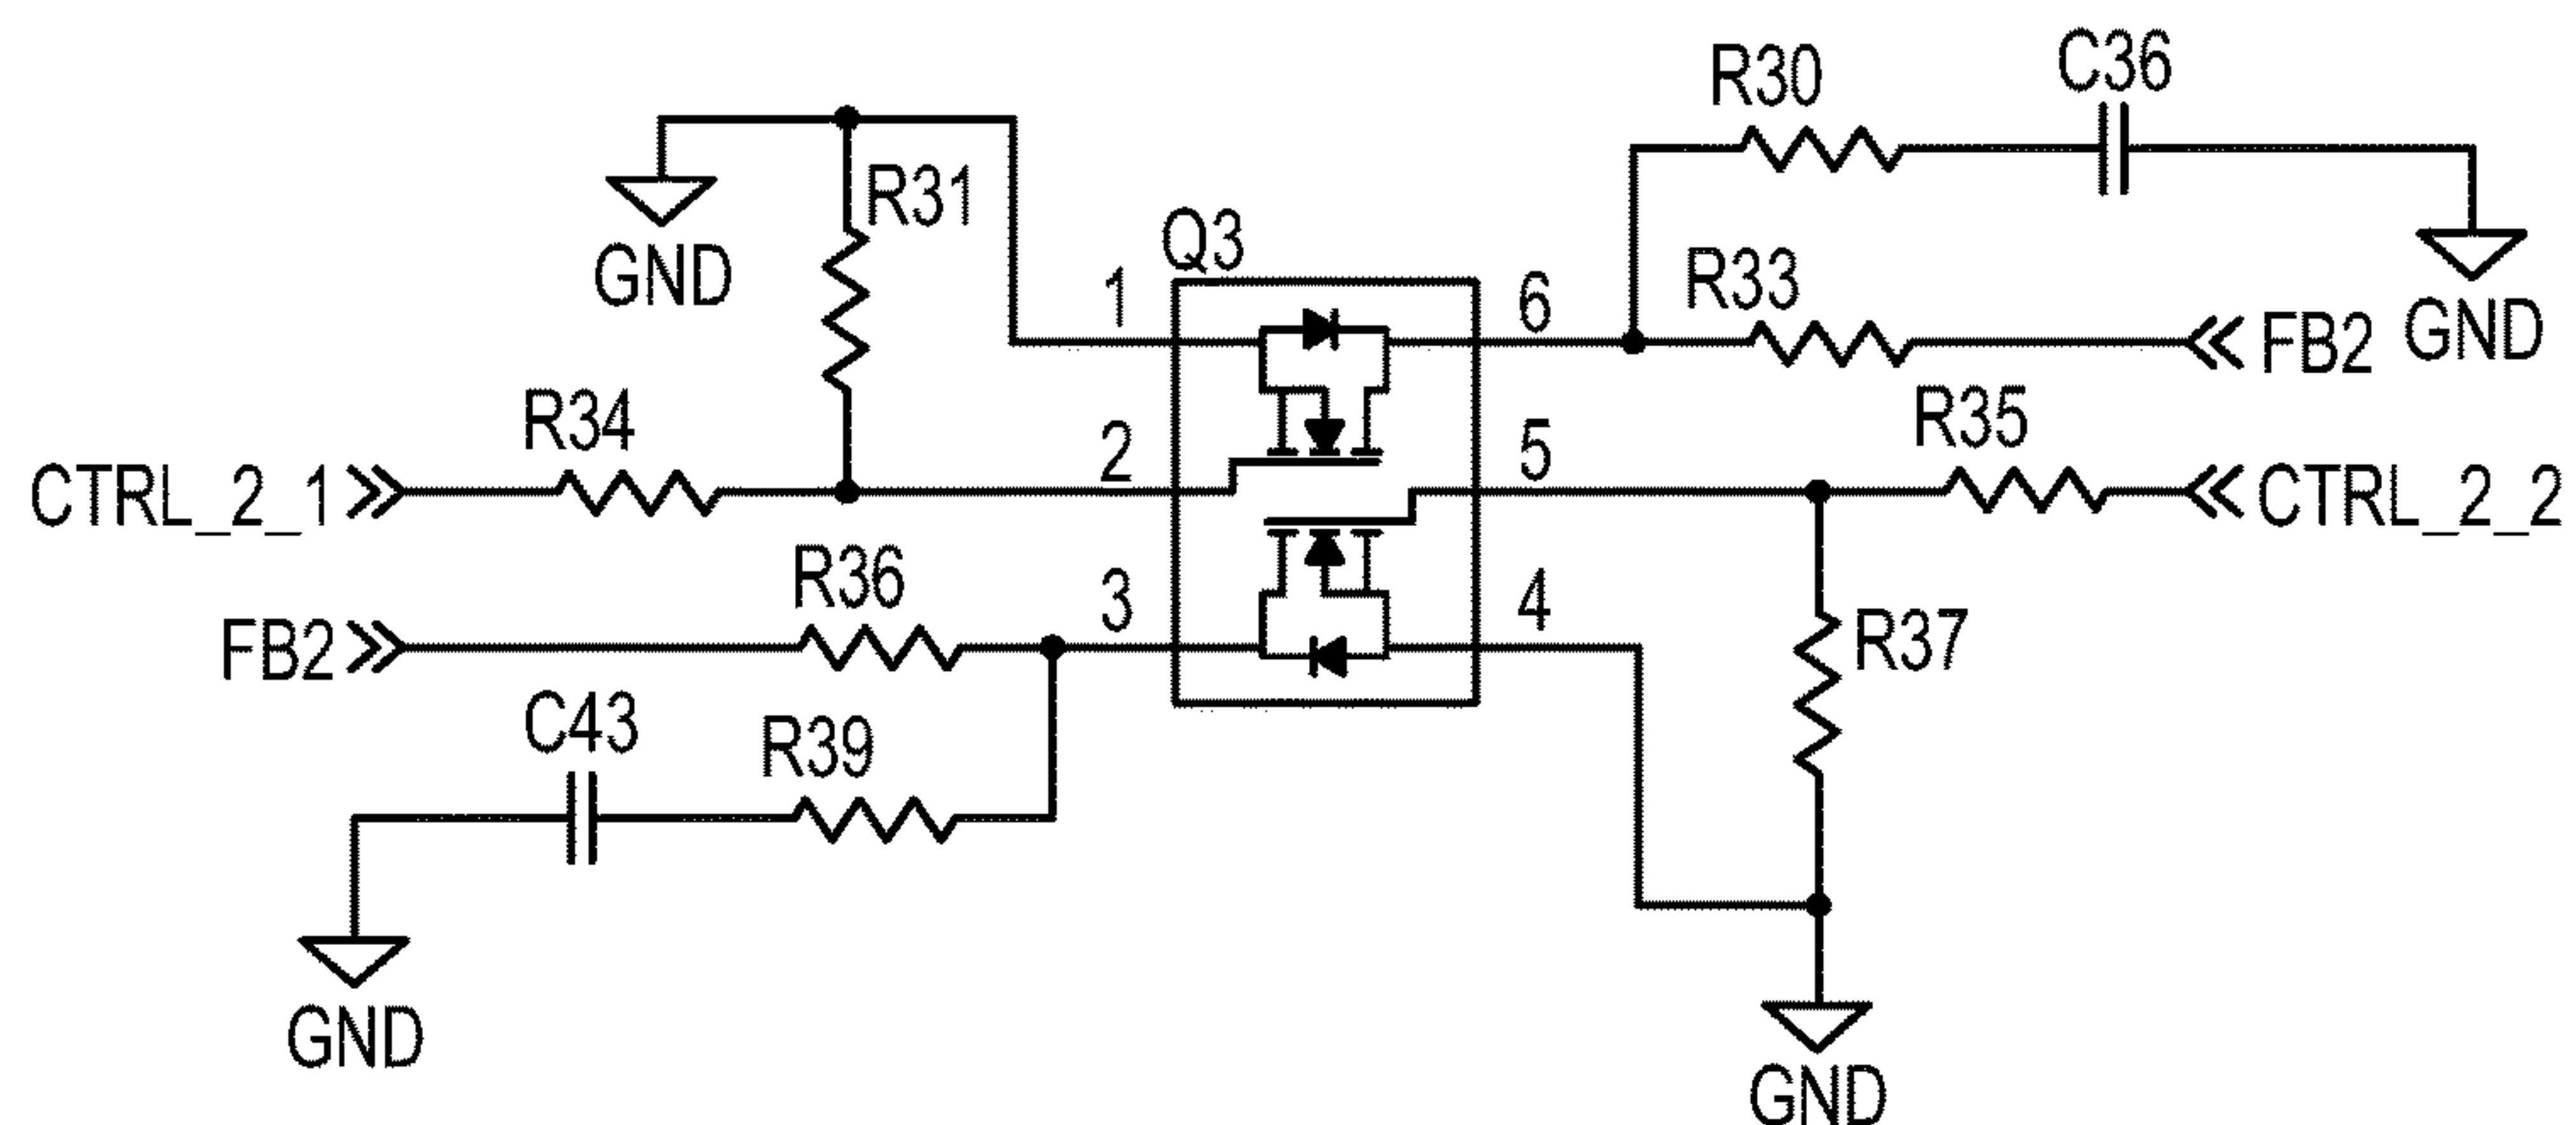 R30
C36
R31
GND
Q3
1
6
R33
GND
FB2
R34
2
5
R35
CTRL_2_1
CTRL_2_2
R36
3
4
FB2
R37
C43
R39
GND
GND